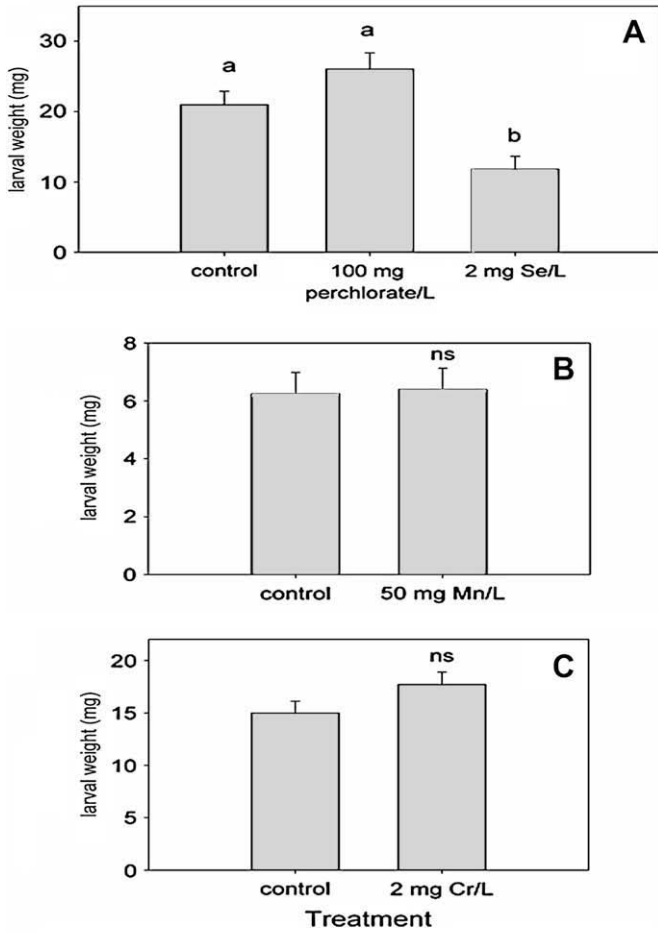 A
larval weight (mg)
30
20
10
0
a
a
b
control
100 mg
perchlorate/L
2 mg Se/L
B
larval weight (mg)
8
6
4
2
0
ns
control
50 mg Mn/L
C
larval weight (mg)
20
15
10
5
0
ns
control
2 mg Cr/L
Treatment